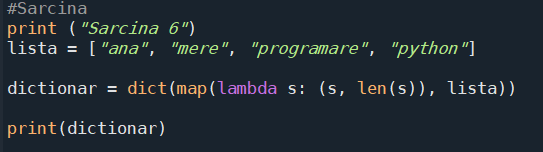 #Sarcina
print ("Sarcina 6")
lista = ["ana", "mere", "programare", "python"]
dictionar = dict(map(lambda s: (s, len(s)), lista))
print(dictionar)